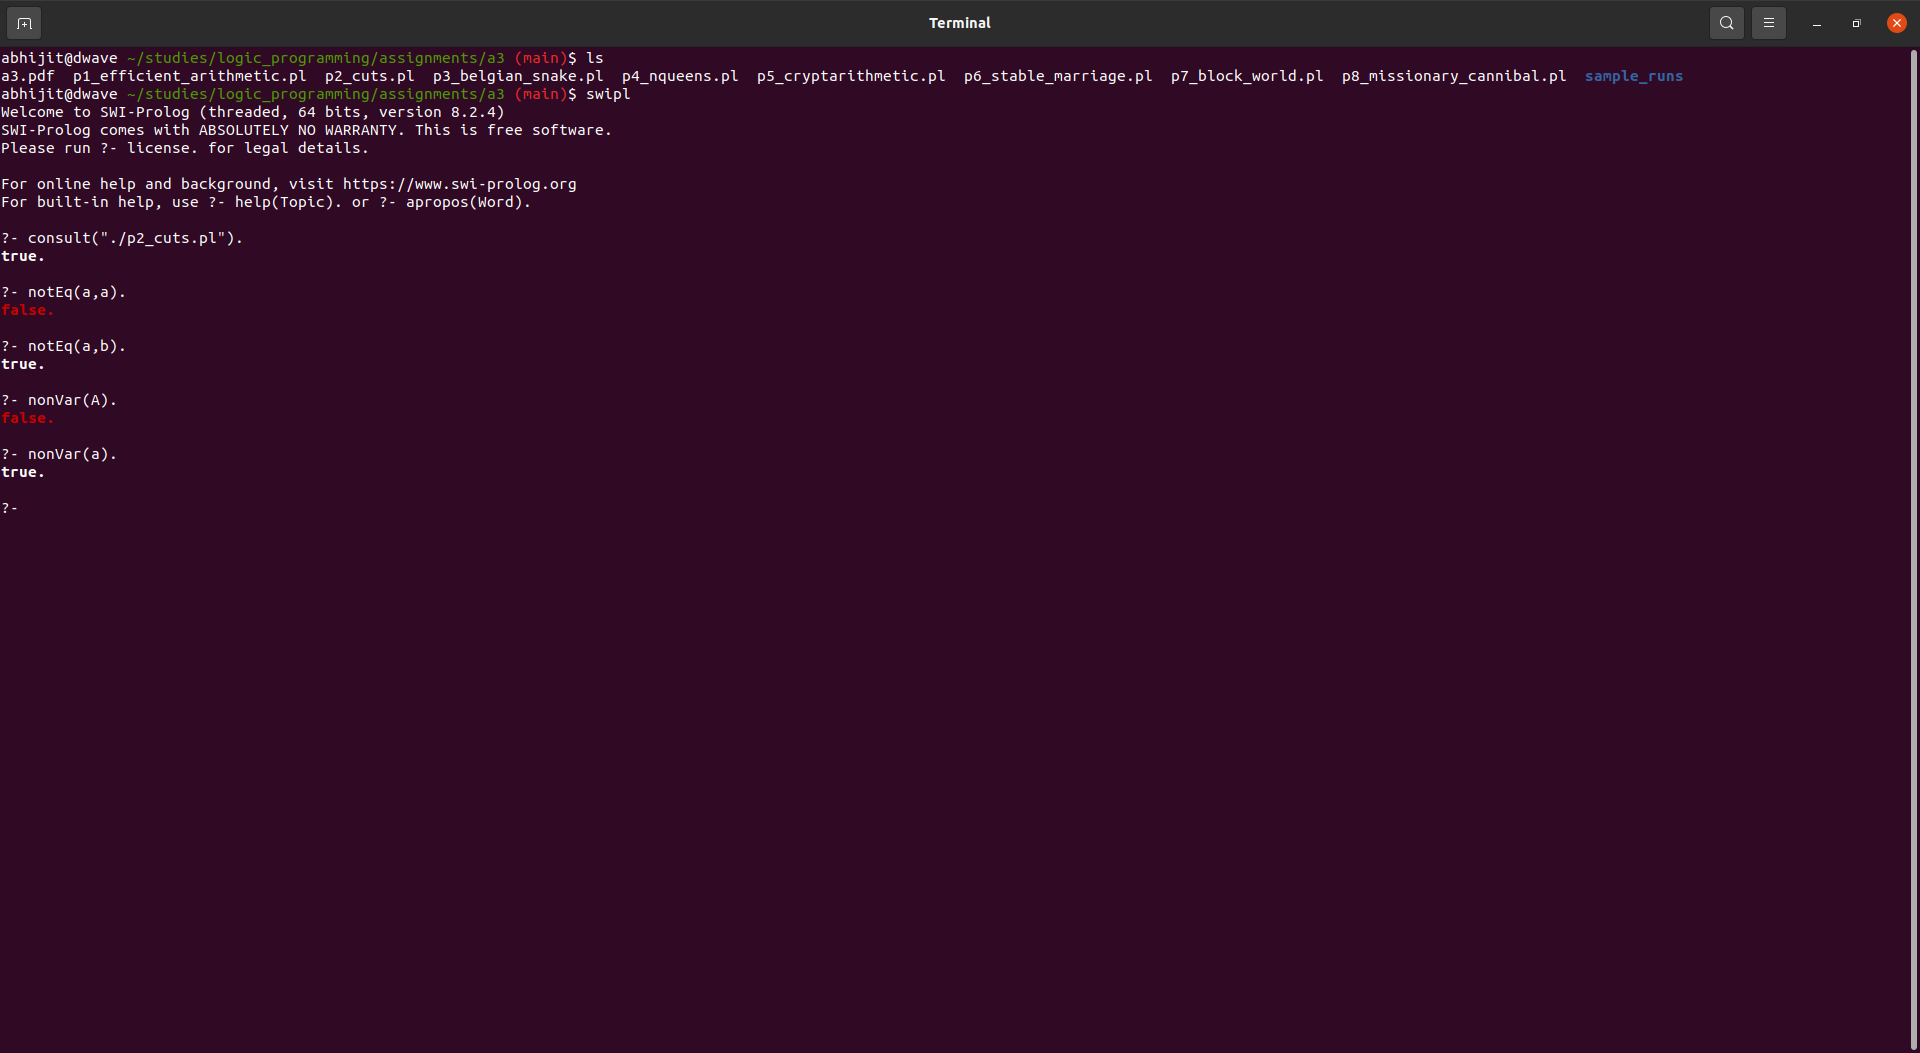 Terminal
abhijit@dwave ~/studies/logic_programming/assignments/a3 (main)$ ls
a3.pdf  p1_efficient_arithmetic.pl  p2_cuts.pl  p3_belgian_snake.pl  p4_nqueens.pl  p5_cryptarithmetic.pl  p6_stable_marriage.pl  p7_block_world.pl  p8_missionary_cannibal.pl  sample_runs
abhijit@dwave ~/studies/logic_programming/assignments/a3 (main)$ swipl
Welcome to SWI-Prolog (threaded, 64 bits, version 8.2.4)
SWI-Prolog comes with ABSOLUTELY NO WARRANTY. This is free software.
Please run ?- license. for legal details.

For online help and background, visit https://www.swi-prolog.org
For built-in help, use ?- help(Topic). or ?- apropos(Word).

?- consult("./p2_cuts.pl").
true.

?- notEq(a,a).
false.

?- notEq(a,b).
true.

?- nonVar(A).
false.

?- nonVar(a).
true.

?-